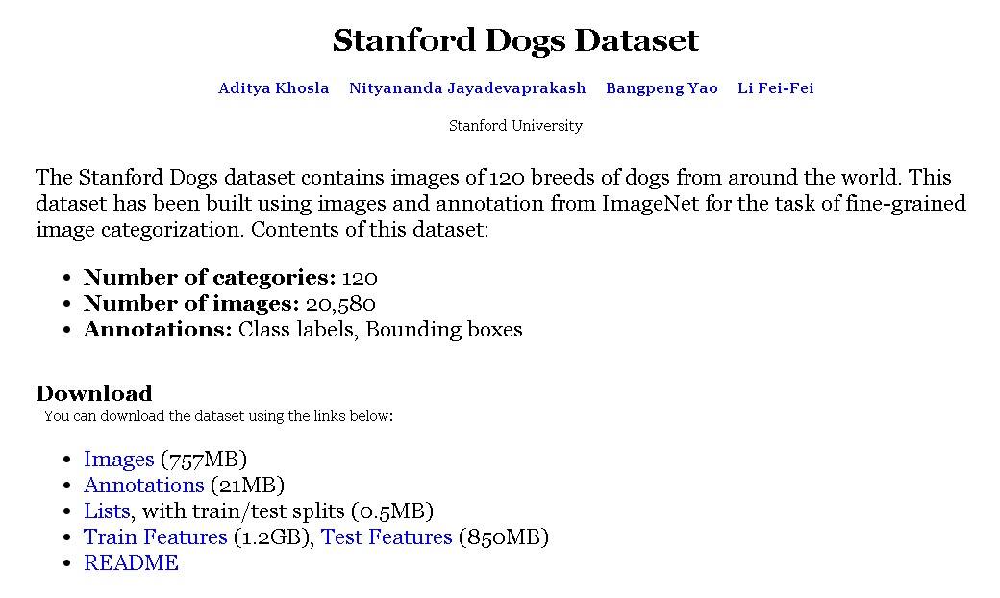 Stanford Dogs Dataset
Aditya Khosla Nityananda Jayadevaprakash Bangpeng Yao Li Fei-Fei
Stanford University
The Stanford Dogs dataset contains images of 120 breeds of dogs from around the world. This
dataset has been built using images and annotation from ImageNet for the task of fine-grained
image categorization. Contents of this dataset:
• Number of categories: 120
• Number of images: 20,580
• Annotations: Class labels, Bounding boxes
Download
You can download the dataset using the links below:
• Images (757MB)
• Annotations (21MB)
• Lists, with train/test splits (0.5MB)
• Train Features (1.2GB), Test Features (850MB)
• README